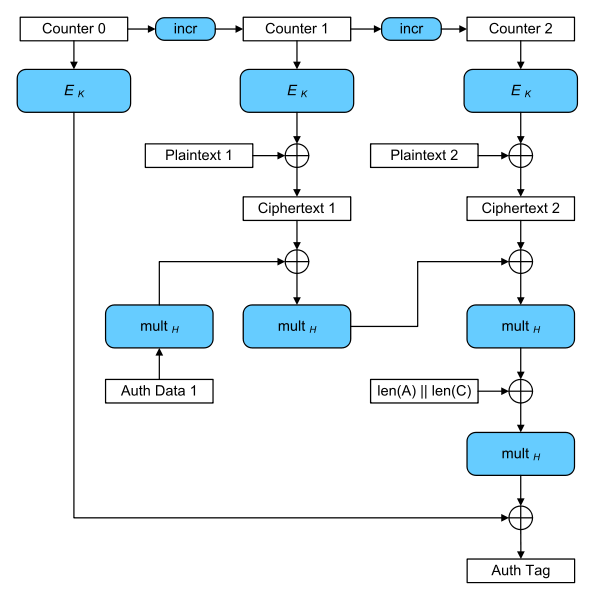 Counter 0
incr
Counter 1
incr
Counter 2
E K
E K
E K
Plaintext 1
Plaintext 2
Ciphertext 1
Ciphertext 2
mult H
mult H
mult H
Auth Data 1
len(A) || len(C)
mult H
Auth Tag